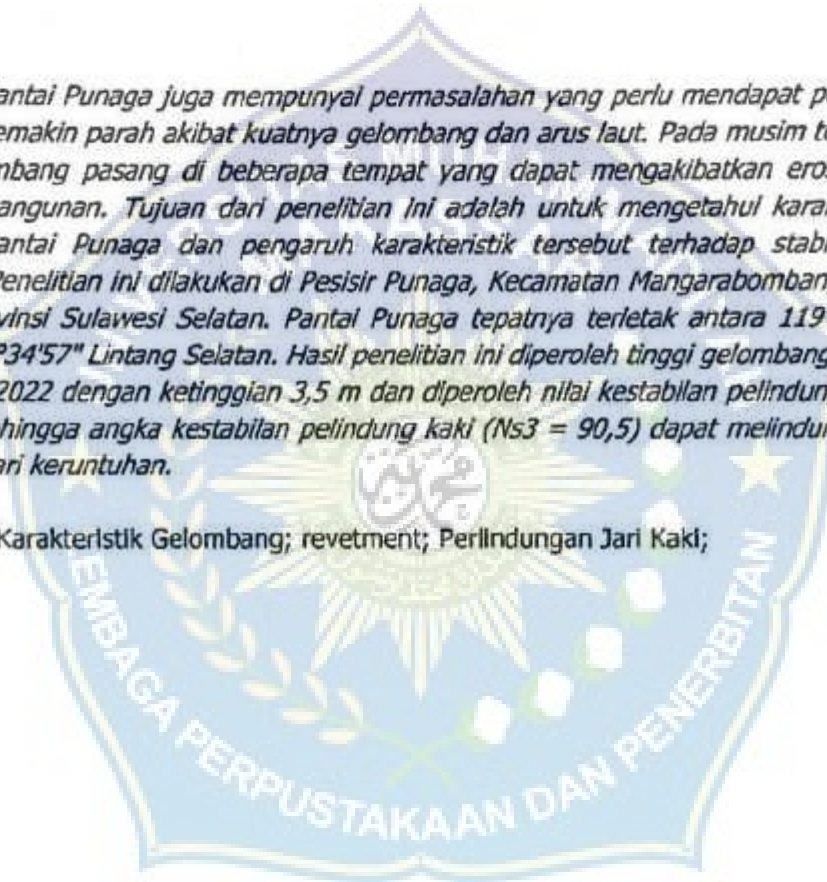 antai Punaga juga mempunyai permasalahan yang perlu mendapat p
emakin parah akibat kuatnya gelombang dan arus laut. Pada musim t
mbang pasang di beberapa tempat yang dapat mengakibatkan eros
angunan. Tujuan dari penelitian ini adalah untuk mengetahui karal
antai Punaga dan pengaruh karakteristik tersebut terhadap stabi
Penelitian ini dilakukan di Pesisir Punaga, Kecamatan Mangarabomban
vinsi Sulawesi Selatan. Pantai Punaga tepatnya terletak antara 119
°34'57" Lintang Selatan. Hasil penelitian ini diperoleh tinggi gelombang
2022 dengan ketinggian 3,5 m dan diperoleh nilai kestabilan pelindun
hingga angka kestabilan pelindung kaki (Ns3 = 90,5) dapat melindu
ari keruntuhan.
Karakteristik Gelombang; revetment; Perlindungan Jari Kaki;
EMBAGA PERPUSTAKAAN DAN PENERBITAN